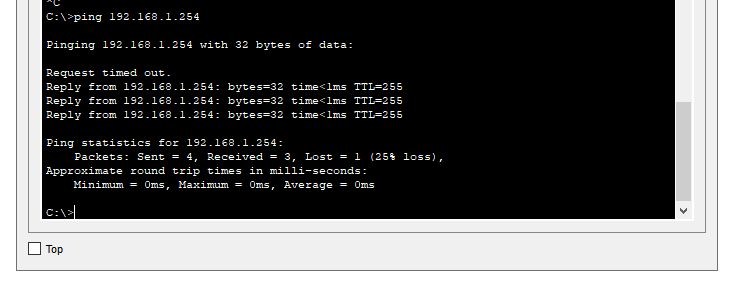 ^C
C:\>ping 192.168.1.254
Pinging 192.168.1.254 with 32 bytes of data:
Request timed out.
Reply from 192.168.1.254: bytes=32 time<1ms TTL=255
Reply from 192.168.1.254: bytes=32 time<1ms TTL=255
Reply from 192.168.1.254: bytes=32 time<1ms TTL=255
Ping statistics for 192.168.1.254:
Packets: Sent = 4, Received = 3, Lost = 1 (25% loss),
Approximate round trip times in milli-seconds:
Minimum = 0ms, Maximum = 0ms, Average = 0ms
C:\>
Top